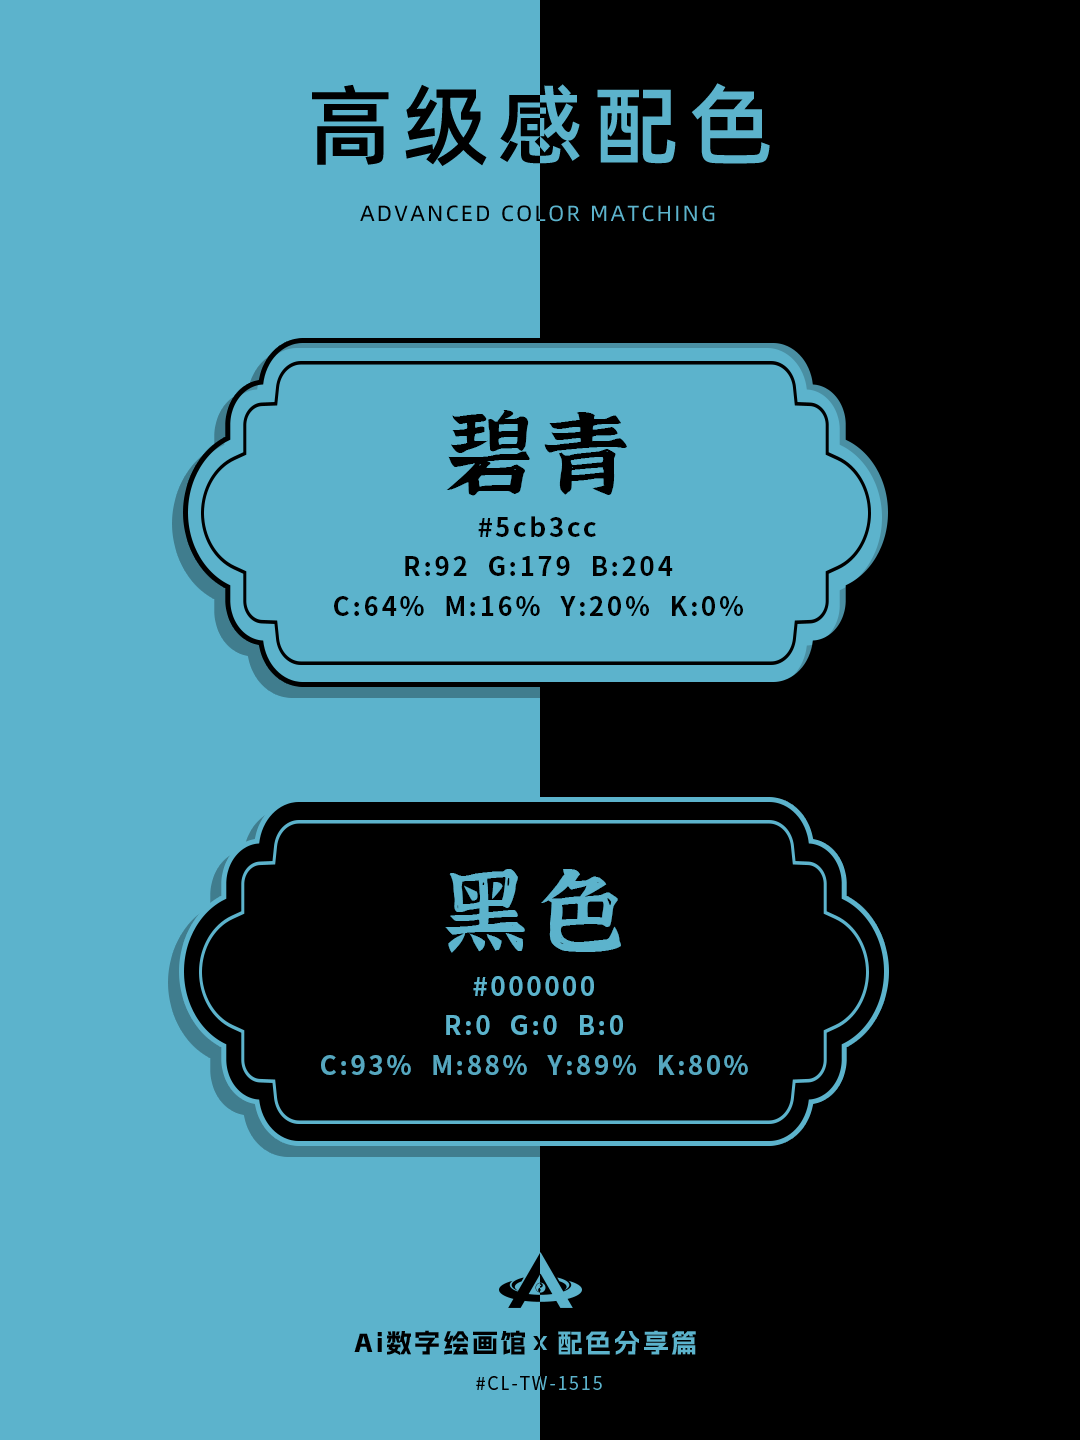 高级感配色
ADVANCED COLOR MATCHING
碧青
#5cb3cc
R:92 G:179 B:204
C:64% M:16% Y:20% K:0%
黑色
#000000
R:0 G:0 B:0
C:93% M:88% Y:89% K:80%
Ai数字绘画馆 x 配色分享篇
#CL-TW-1515